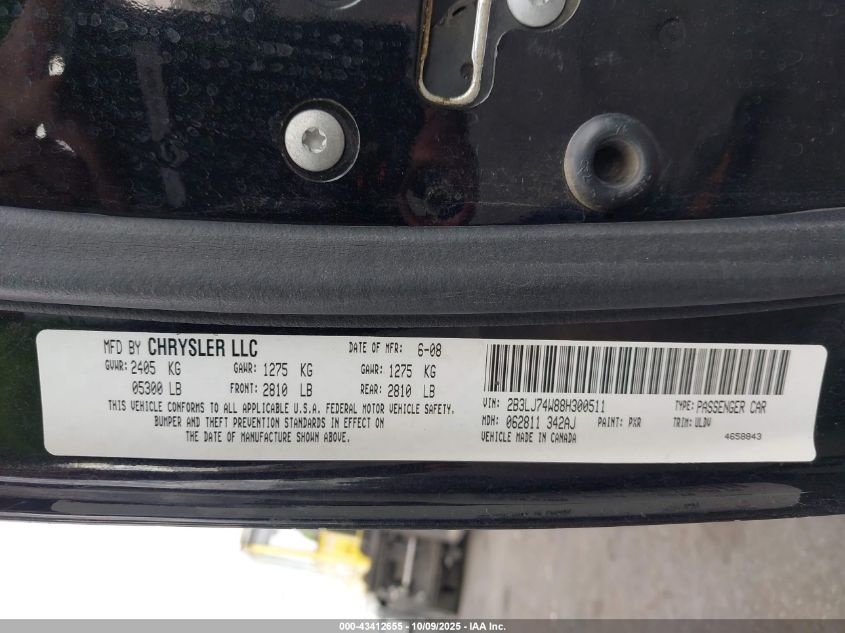 MFD BY CHRYSLER LLC
DATE OF MFR: 6-08
GVWR: 2405 KG
GAWR: 1275 KG
GAWR: 1275 KG
05300 LB
FRONT: 2810 LB
REAR: 2810 LB
THIS VEHICLE CONFORMS TO ALL APPLICABLE U.S.A. FEDERAL MOTOR VEHICLE SAFETY,
BUMPER AND THEFT PREVENTION STANDARDS IN EFFECT ON
THE DATE OF MANUFACTURE SHOWN ABOVE.
VIN: 2B3LJ74W88H300511
TYPE: PASSENGER CAR
MDH: 062811 342AJ
PAINT: PXR
TRIM: ULDV
VEHICLE MADE IN CANADA
4658843
000-43412655 - 10/09/2025 - IAA Inc.